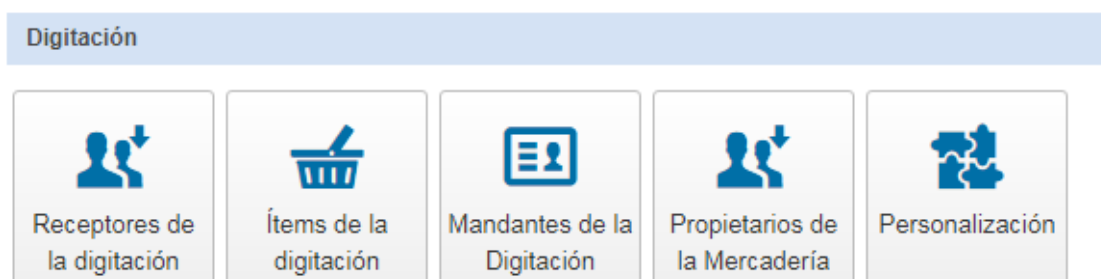 Digitación
Receptores de
la digitación
Ítems de la
digitación
Mandantes de la
Digitación
Propietarios de
la Mercadería
Personalización